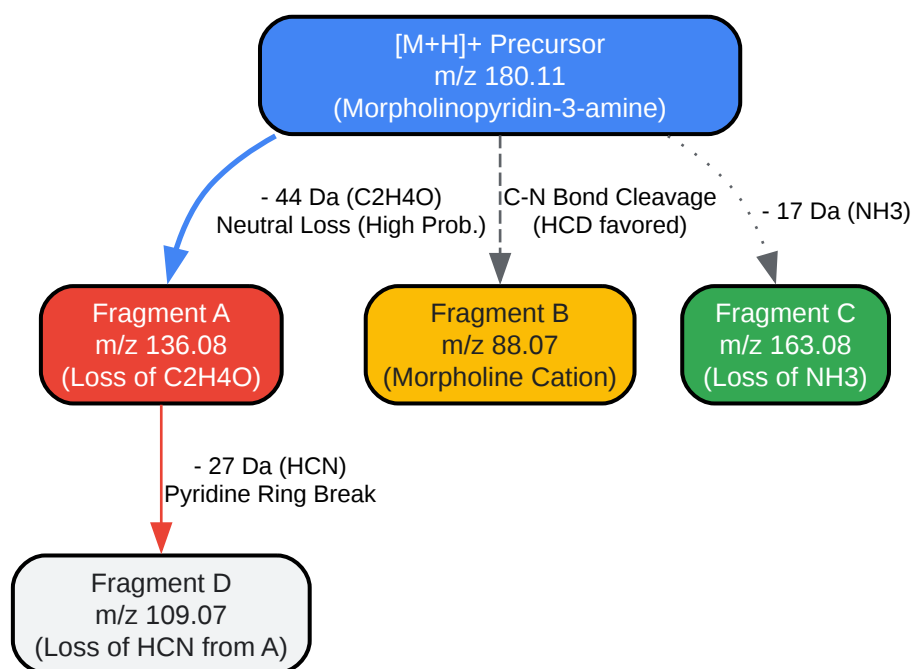 [M+H]+ Precursor
m/z 180.11
(Morpholinopyridin-3-amine)
- 44 Da (C2H4O)
Neutral Loss (High Prob.)
C-N Bond Cleavage
(HCD favored)
- 17 Da (NH3)
Fragment A
m/z 136.08
(Loss of C2H4O)
Fragment B
m/z 88.07
(Morpholine Cation)
Fragment C
m/z 163.08
(Loss of NH3)
- 27 Da (HCN)
Pyridine Ring Break
Fragment D
m/z 109.07
(Loss of HCN from A)